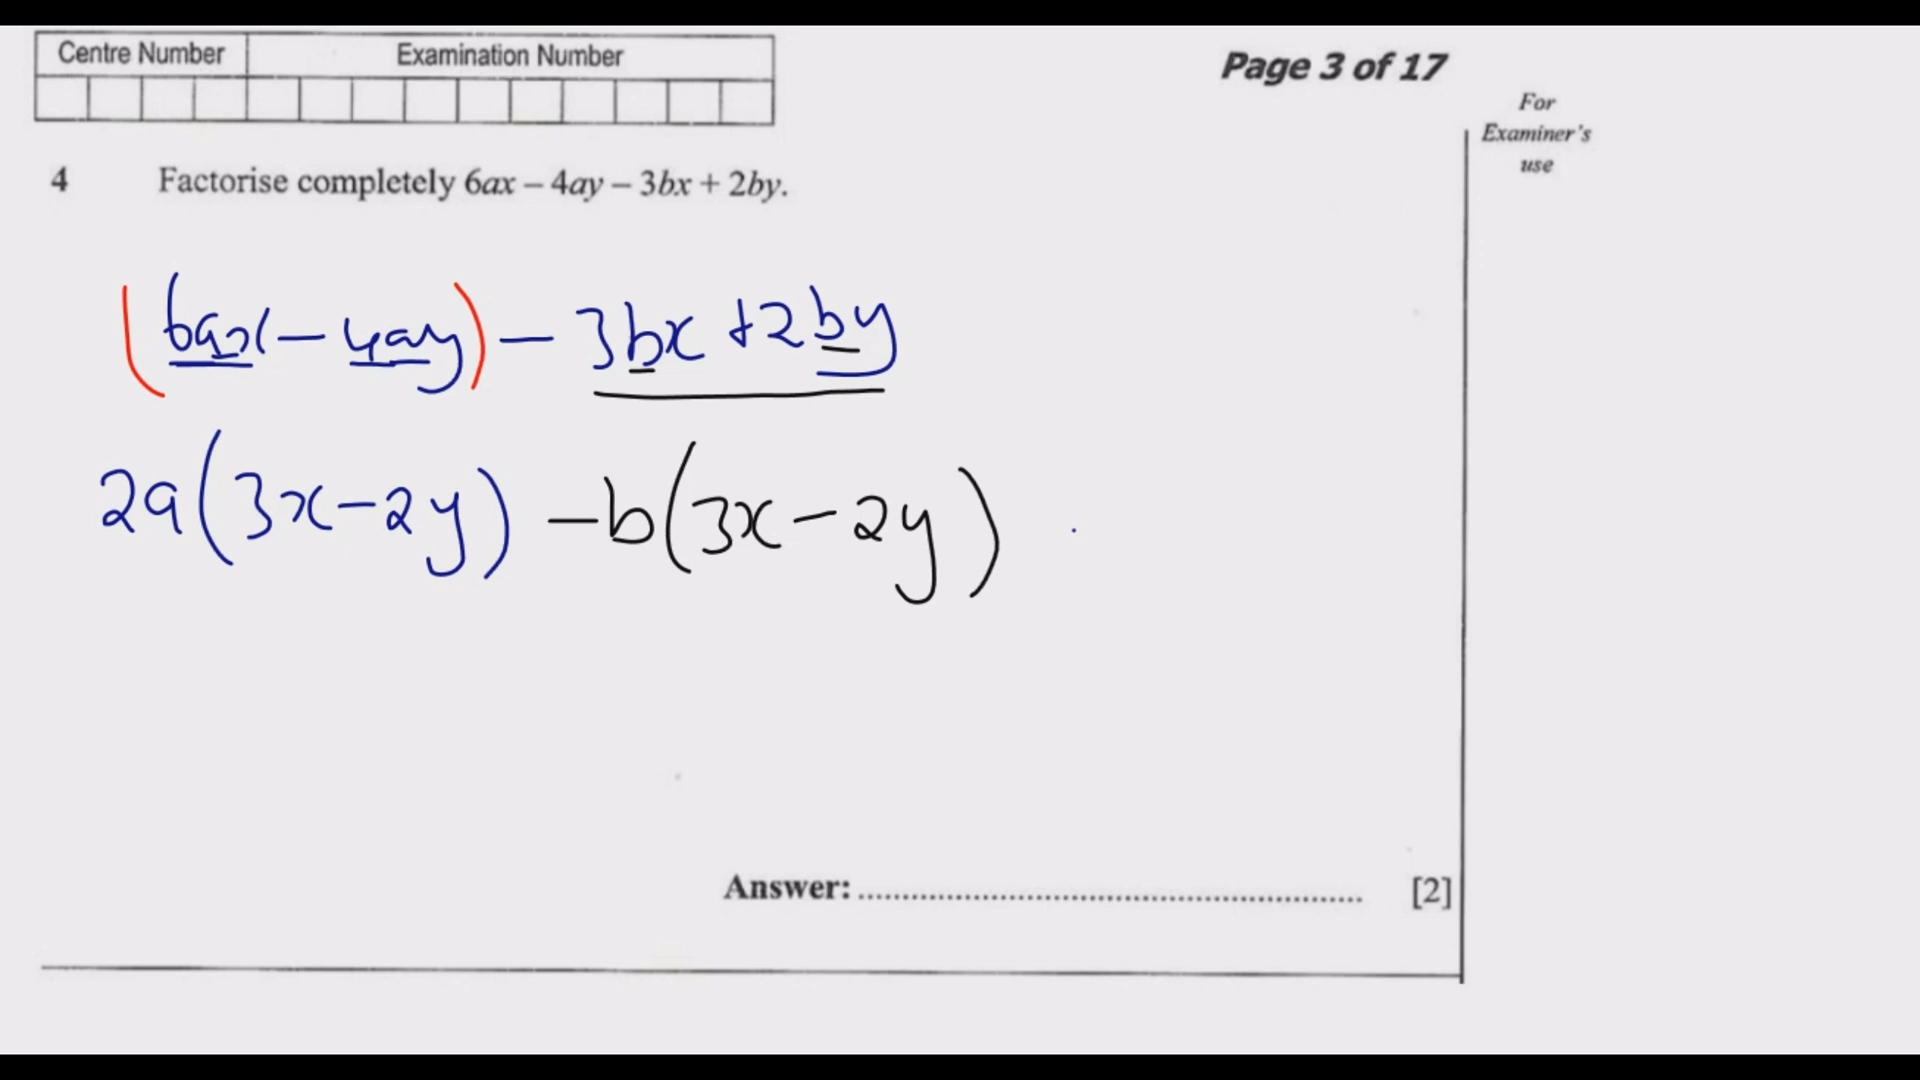 Centre Number Examination Number
Page 3 of 17
For
Examiner's
use
4 Factorise completely 6ax – 4ay – 3bx + 2by.
(6ax – 4ay) – 3bx + 2by
2a(3x – 2y) – b(3x – 2y)
Answer: ........................................................ [2]